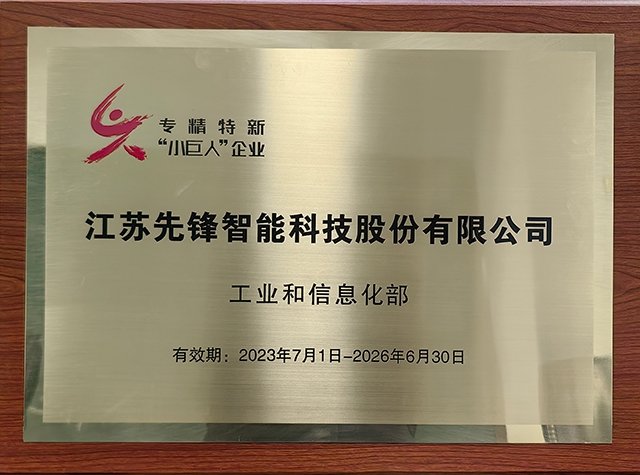 专精特新
“小巨人”企业
江苏先锋智能科技股份有限公司
工业和信息化部
有效期：2023年7月1日-2026年6月30日